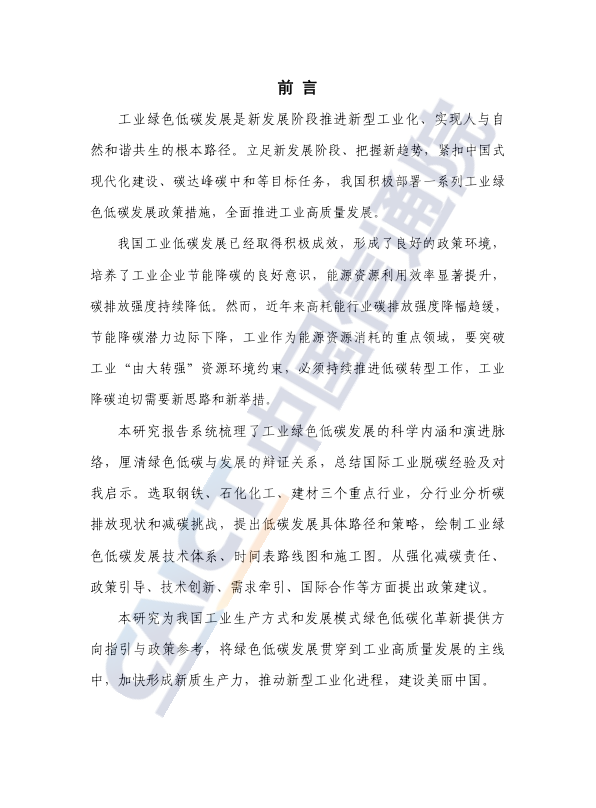 前 言
工业绿色低碳发展是新发展阶段推进新型工业化、实现人与自
然和谐共生的根本路径。立足新发展阶段、把握新趋势，紧扣中国式
现代化建设、碳达峰碳中和等目标任务，我国积极部署一系列工业绿
色低碳发展政策措施，全面推进工业高质量发展。
我国工业低碳发展已经取得积极成效，形成了良好的政策环境，
培养了工业企业节能降碳的良好意识，能源资源利用效率显著提升，
碳排放强度持续降低。然而，近年来高耗能行业碳排放强度降幅趋缓，
节能降碳潜力边际下降，工业作为能源资源消耗的重点领域，要突破
工业“由大转强”资源环境约束，必须持续推进低碳转型工作，工业
降碳迫切需要新思路和新举措。
本研究报告系统梳理了工业绿色低碳发展的科学内涵和演进脉
络，厘清绿色低碳与发展的辩证关系，总结国际工业脱碳经验及对
我启示。选取钢铁、石化化工、建材三个重点行业，分行业分析碳
排放现状和减碳挑战，提出低碳发展具体路径和策略，绘制工业绿
色低碳发展技术体系、时间表路线图和施工图。从强化减碳责任、
政策引导、技术创新、需求牵引、国际合作等方面提出政策建议。
本研究为我国工业生产方式和发展模式绿色低碳化革新提供方
向指引与政策参考，将绿色低碳发展贯穿到工业高质量发展的主线
中，加快形成新质生产力，推动新型工业化进程，建设美丽中国。
CAICT 中国信通院